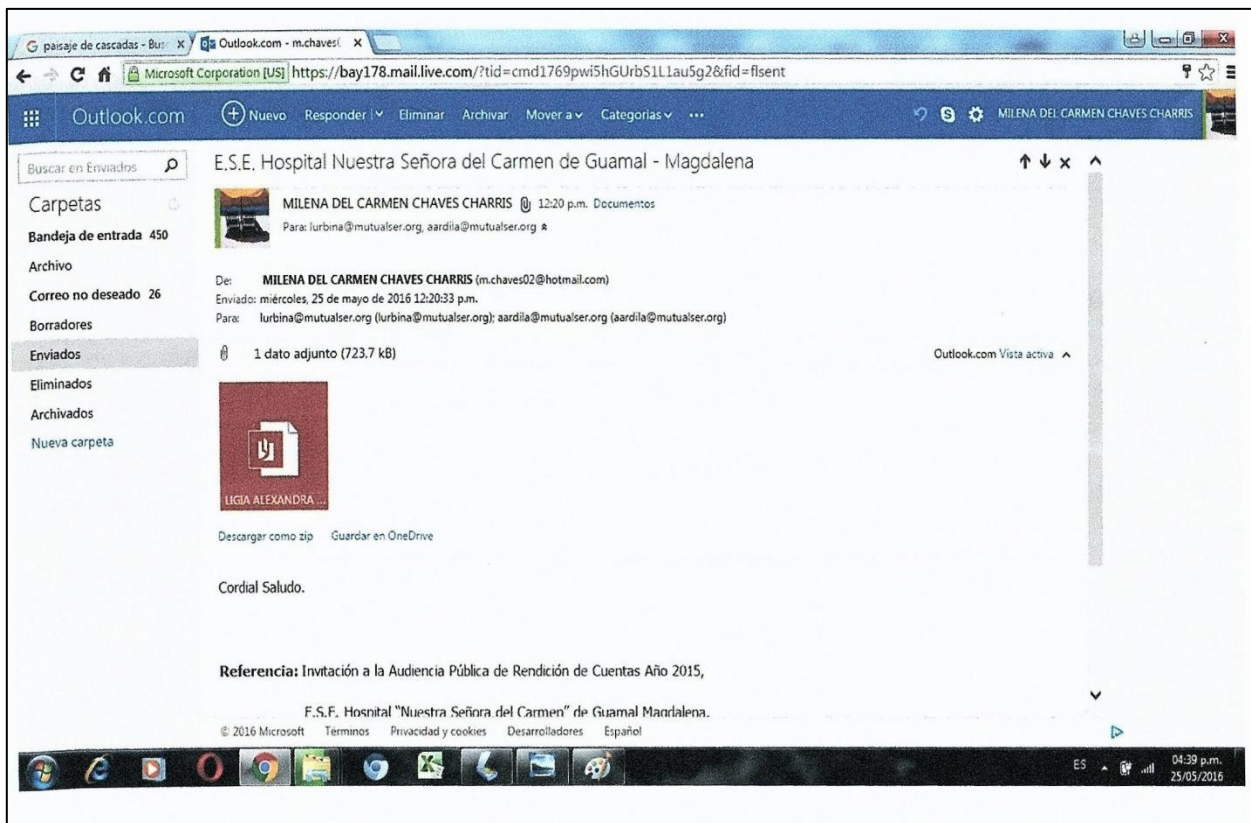 paisaje de cascadas - Bus
Outlook.com - m.chaves(
Microsoft Corporation [US] https://bay178.mail.live.com/?tid=cmd1769pwi5hGUrbS1L1au5g2&fid=flsent
Outlook.com
Nuevo Responder Eliminar Archivar Mover a Categorías ...
MILENA DEL CARMEN CHAVES CHARRIS
Buscar en Enviados
Carpetas
Bandeja de entrada 450
Archivo
Correo no deseado 26
Borradores
Enviados
Eliminados
Archivados
Nueva carpeta
E.S.E. Hospital Nuestra Señora del Carmen de Guamal - Magdalena
MILENA DEL CARMEN CHAVES CHARRIS 12:20 p.m. Documentos
Para: lurbina@mutualser.org, aardila@mutualser.org
De: MILENA DEL CARMEN CHAVES CHARRIS (m.chaves02@hotmail.com)
Enviado: miércoles, 25 de mayo de 2016 12:20:33 p.m.
Para: lurbina@mutualser.org (lurbina@mutualser.org); aardila@mutualser.org (aardila@mutualser.org)
1 dato adjunto (723,7 kB)
Outlook.com Vista activa
LIGIA ALEXANDRA ...
Descargar como zip Guardar en OneDrive
Cordial Saludo.
Referencia: Invitación a la Audiencia Pública de Rendición de Cuentas Año 2015,
E.S.E. Hospital "Nuestra Señora del Carmen" de Guamal Magdalena.
© 2016 Microsoft Términos Privacidad y cookies Desarrolladores Español
ES
04:39 p.m.
25/05/2016